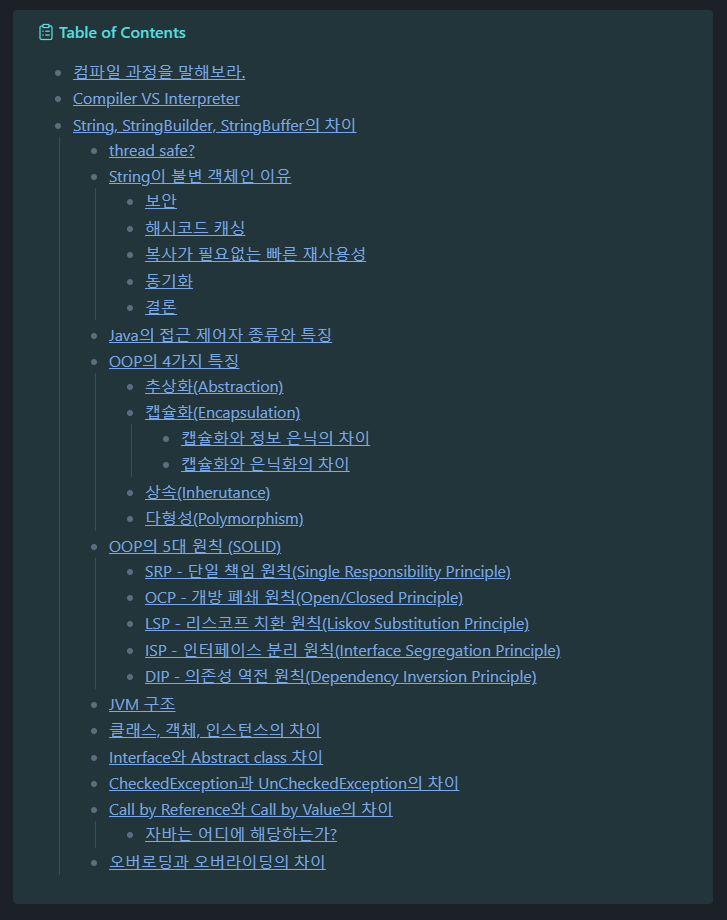 Table of Contents
컴파일 과정을 말해보라.
Compiler VS Interpreter
String, StringBuilder, StringBuffer의 차이
thread safe?
String이 불변 객체인 이유
보안
해시코드 캐싱
복사가 필요없는 빠른 재사용성
동기화
결론
Java의 접근 제어자 종류와 특징
OOP의 4가지 특징
추상화(Abstraction)
캡슐화(Encapsulation)
캡슐화와 정보 은닉의 차이
캡슐화와 은닉화의 차이
상속(Inherutance)
다형성(Polymorphism)
OOP의 5대 원칙 (SOLID)
SRP - 단일 책임 원칙(Single Responsibility Principle)
OCP - 개방 폐쇄 원칙(Open/Closed Principle)
LSP - 리스코프 치환 원칙(Liskov Substitution Principle)
ISP - 인터페이스 분리 원칙(Interface Segregation Principle)
DIP - 의존성 역전 원칙(Dependency Inversion Principle)
JVM 구조
클래스, 객체, 인스턴스의 차이
Interface와 Abstract class 차이
CheckedException과 UnCheckedException의 차이
Call by Reference와 Call by Value의 차이
자바는 어디에 해당하는가?
오버로딩과 오버라이딩의 차이